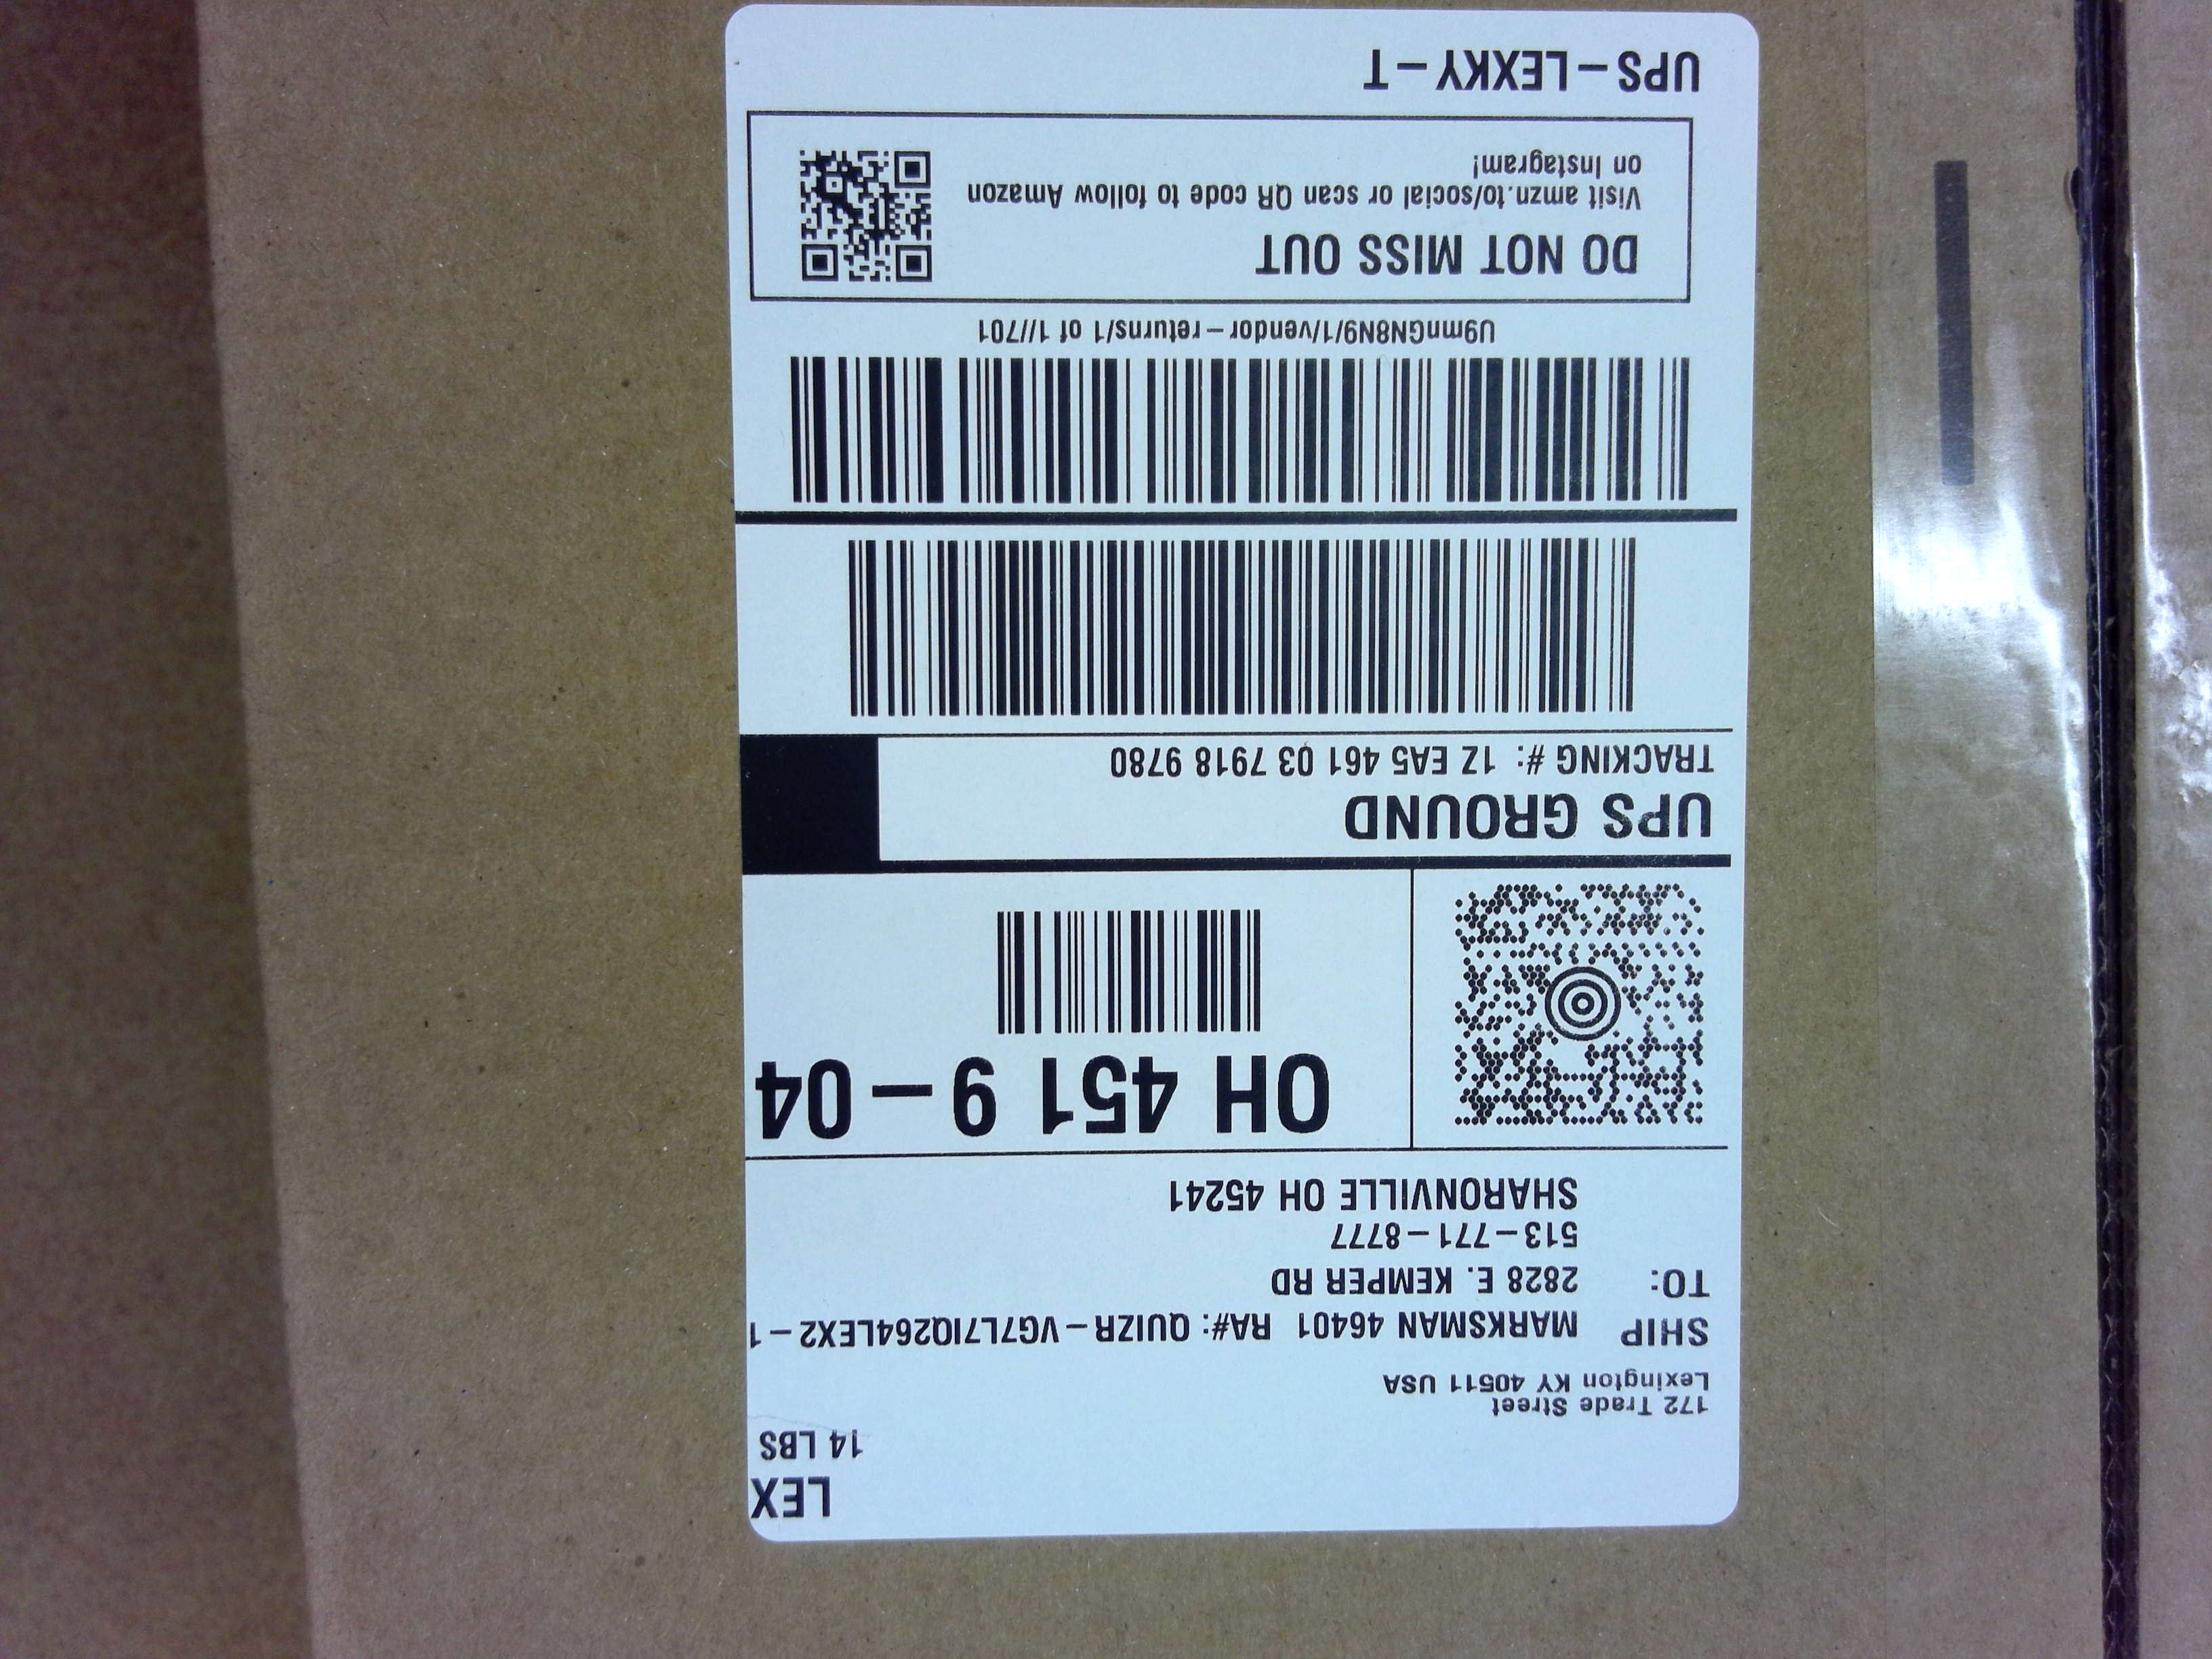 LEX
14 LBS
172 Trade Street
Lexington KY 40511 USA
SHIP TO:
MARKSMAN 46401 RA#: QUIZR-VG7L7IQ264LEX2-1
2828 E. KEMPER RD
513-771-8777
SHARONVILLE OH 45241
OH 451 9-04
UPS GROUND
TRACKING #: 1Z EA5 461 03 7918 9780
U9mnGN8N9/1/vendor-returns/1 of 1//701
DO NOT MISS OUT
Visit amzn.to/social or scan QR code to follow Amazon
on Instagram!
UPS-LEXKY-T